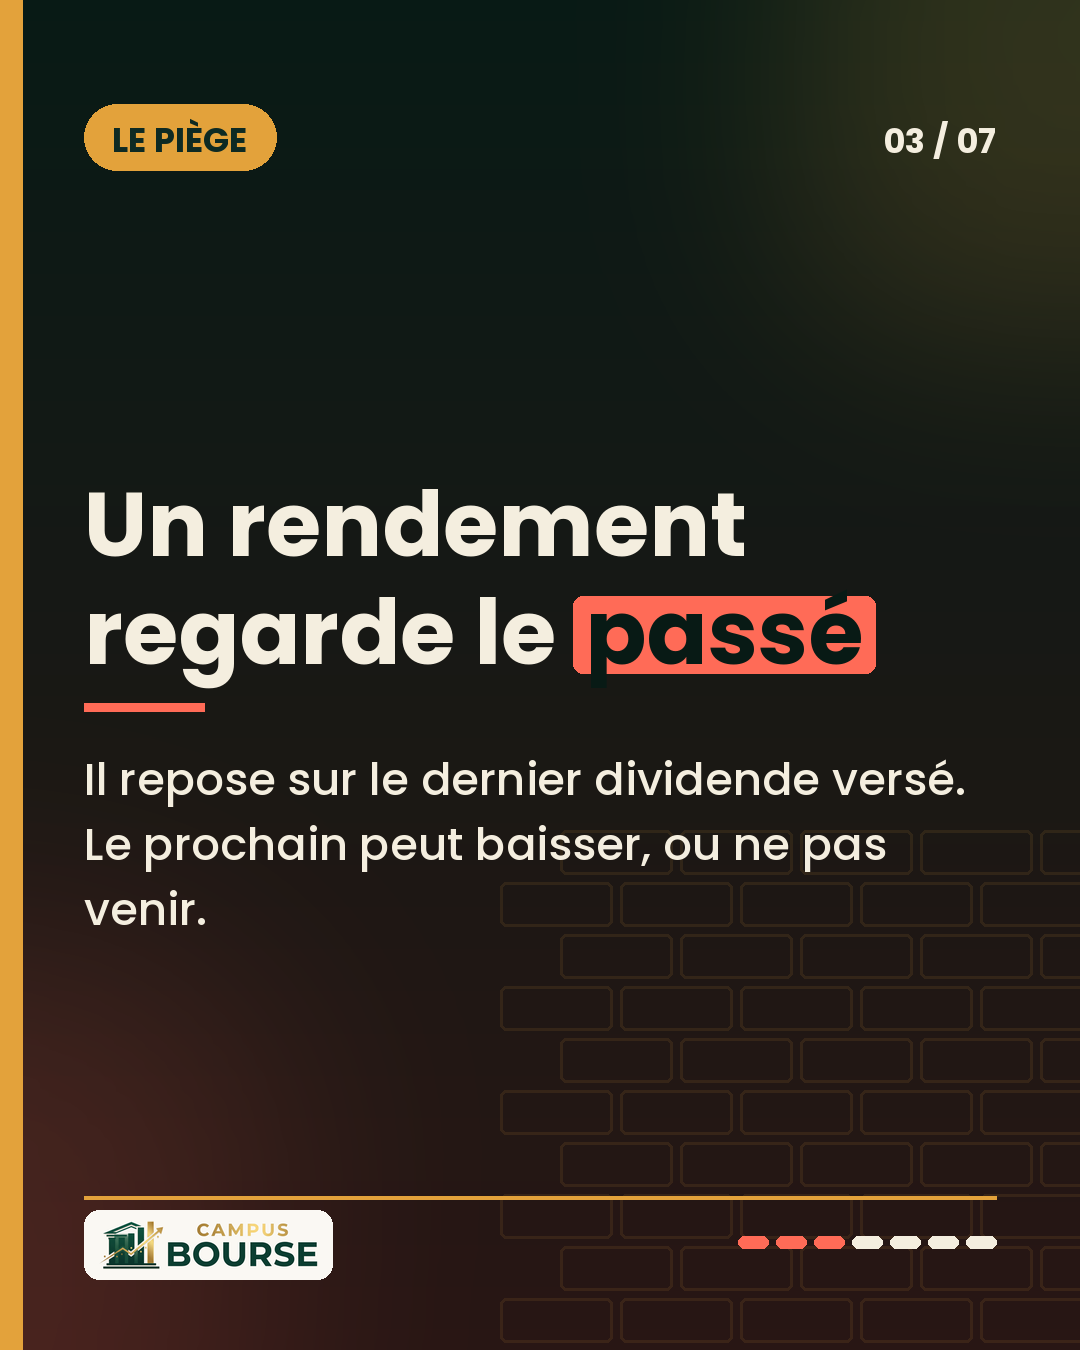 LE PIÈGE
03 / 07
Un rendement
regarde le passé
Il repose sur le dernier dividende versé.
Le prochain peut baisser, ou ne pas
venir.
CAMPUS
BOURSE